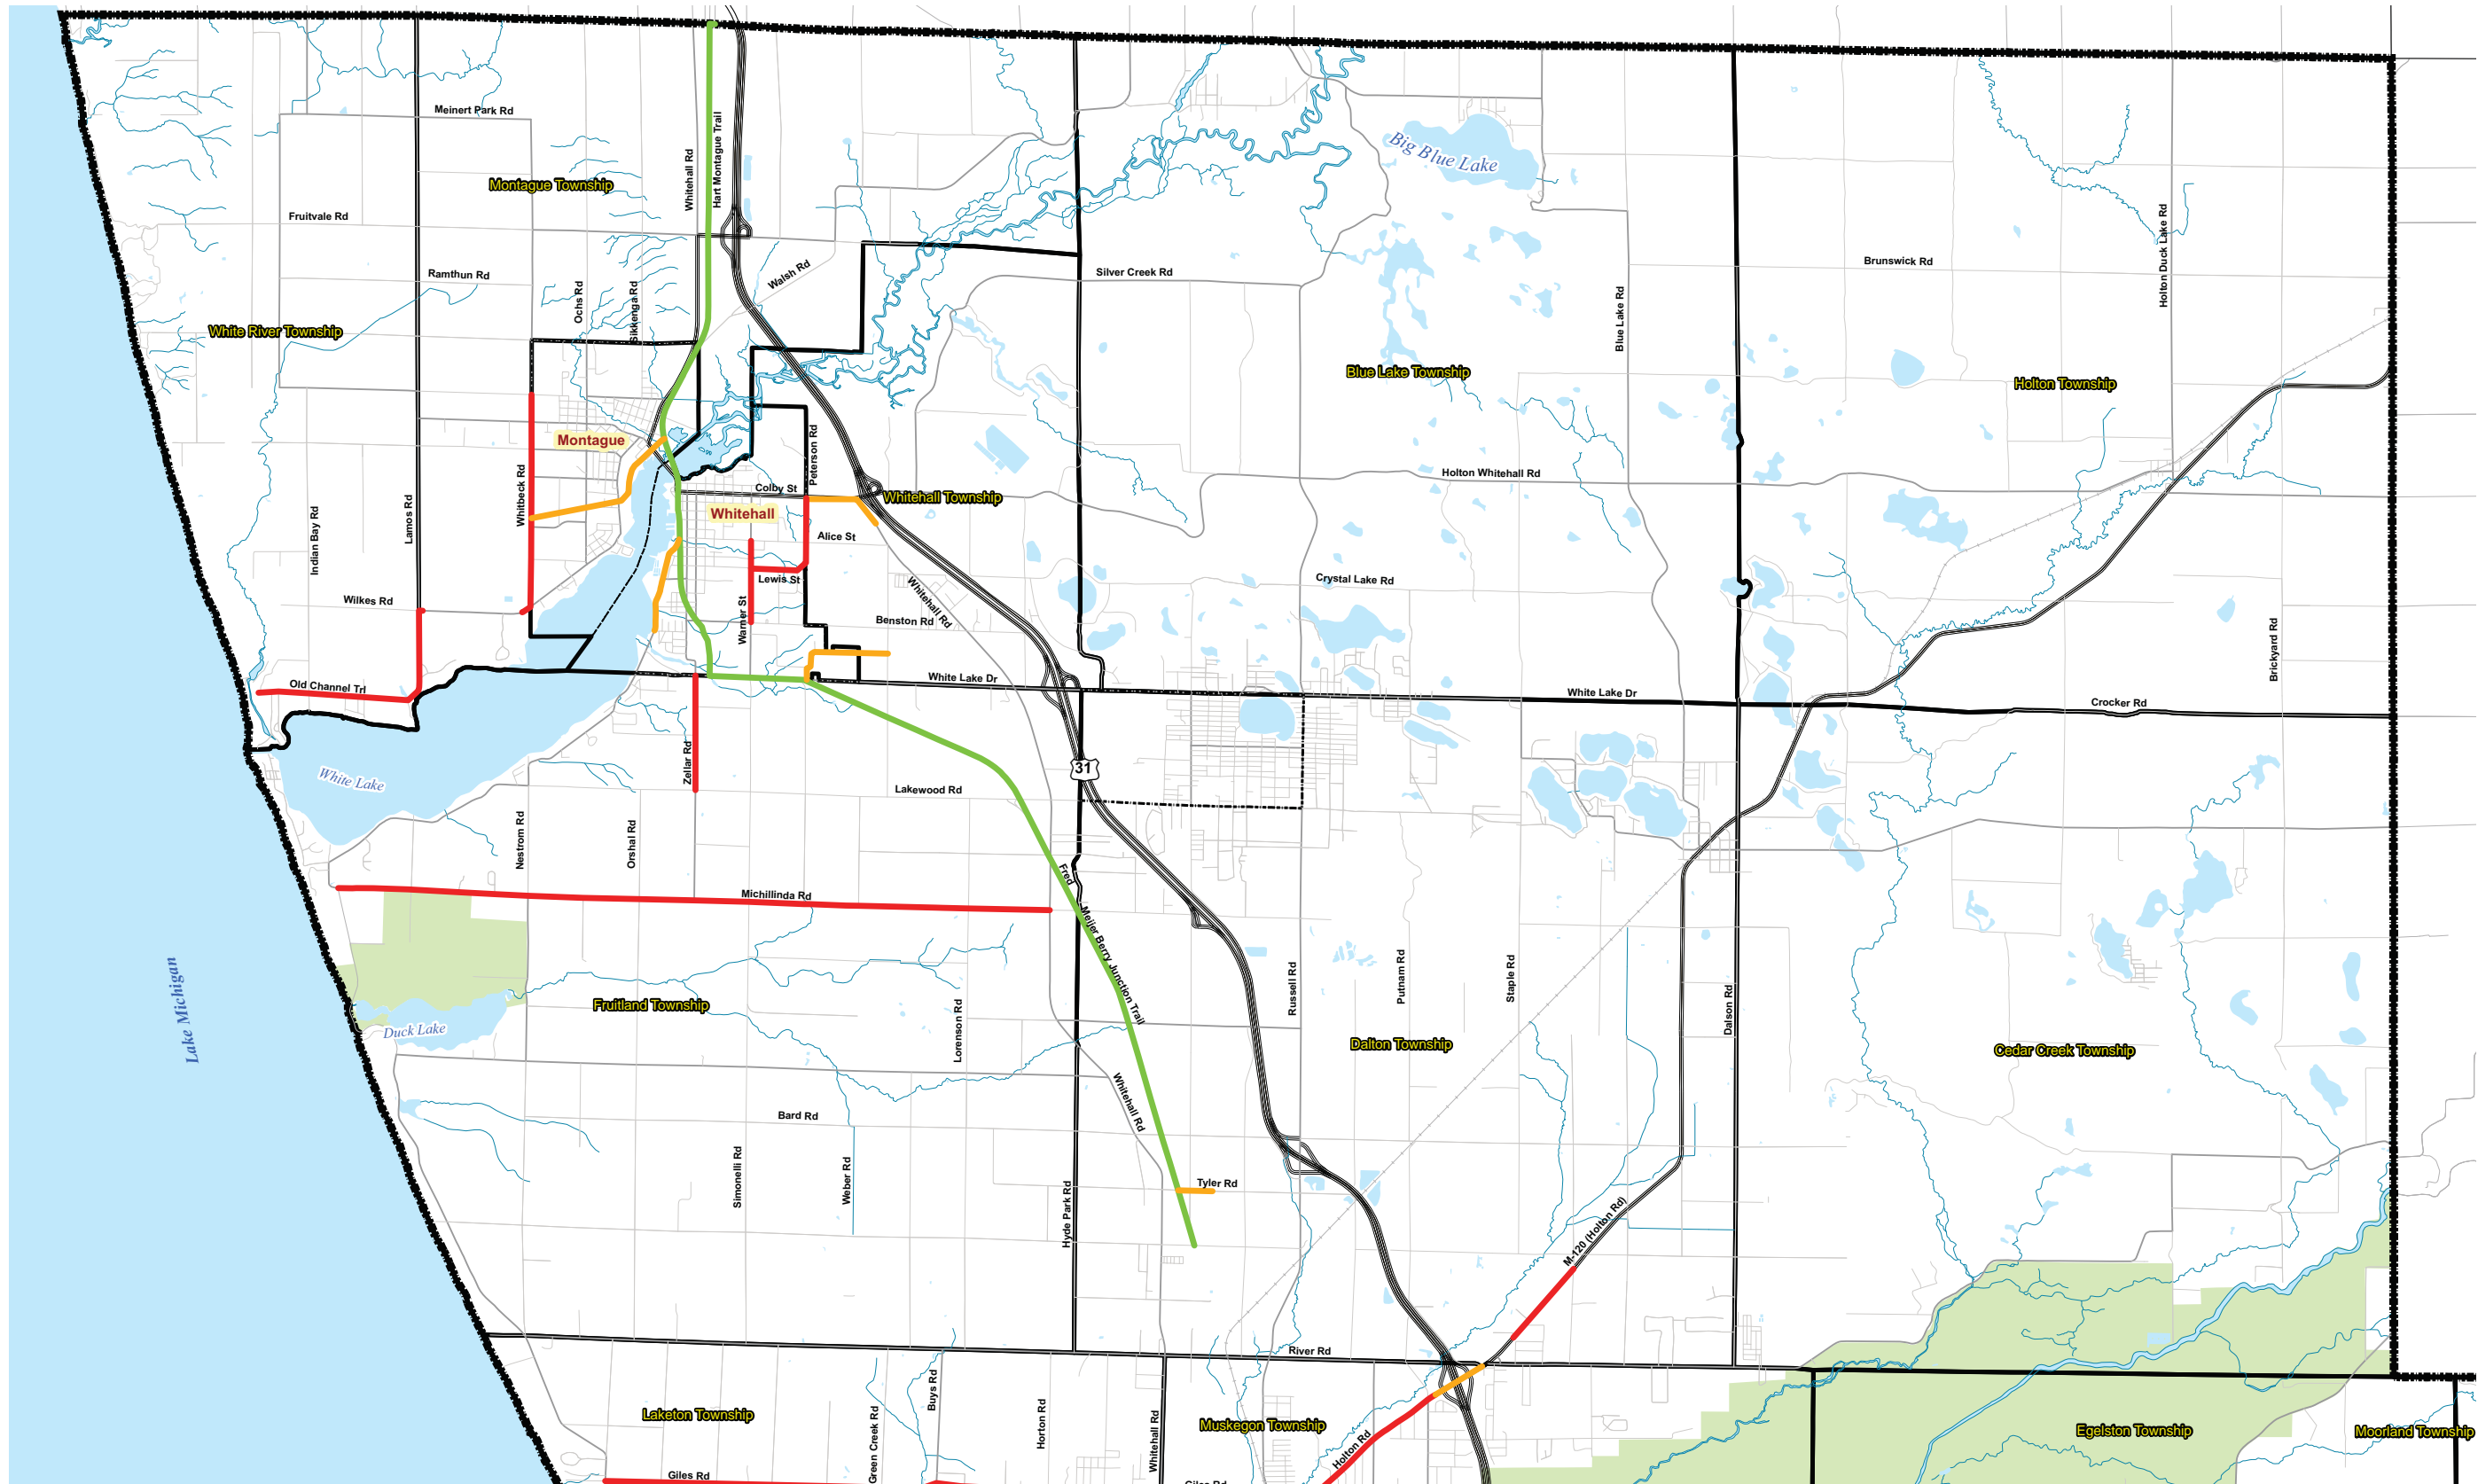 Meinert Park Rd
Whitehall Rd
Hart Montague Trail
Big Blue Lake
Montague Township
Fruitvale Rd
Holton Duck Lake Rd
Ramthun Rd
Ochs Rd
Sikkenga Rd
Walsh Rd
Silver Creek Rd
Brunswick Rd
White River Township
Blue Lake Rd
Blue Lake Township
Holton Township
Montague
Peterson Rd
Whitbeck Rd
Lamos Rd
Colby St
Whitehall Township
Holton Whitehall Rd
Whitehall
Indian Bay Rd
Alice St
Lewis St
Crystal Lake Rd
Wilkes Rd
Warner St
Whitehall Rd
Benston Rd
Brickyard Rd
Old Channel Trl
White Lake Dr
White Lake Dr
Crocker Rd
White Lake
Zellar Rd
31
Lakewood Rd
Nestrom Rd
Orshal Rd
Fred
Meijer Berry Junction Trail
Michillinda Rd
Lake Michigan
Fruitland Township
Duck Lake
Lorenson Rd
Russell Rd
Putnam Rd
Staple Rd
Dalson Rd
Dalton Township
Cedar Creek Township
Bard Rd
Whitehall Rd
Simonelli Rd
Weber Rd
Hyde Park Rd
Tyler Rd
M-120 (Holton Rd)
River Rd
Laketon Township
Buys Rd
Green Creek Rd
Horton Rd
Whitehall Rd
Muskegon Township
Holton Rd
Egelston Township
Moorland Township
Giles Rd
Giles Rd